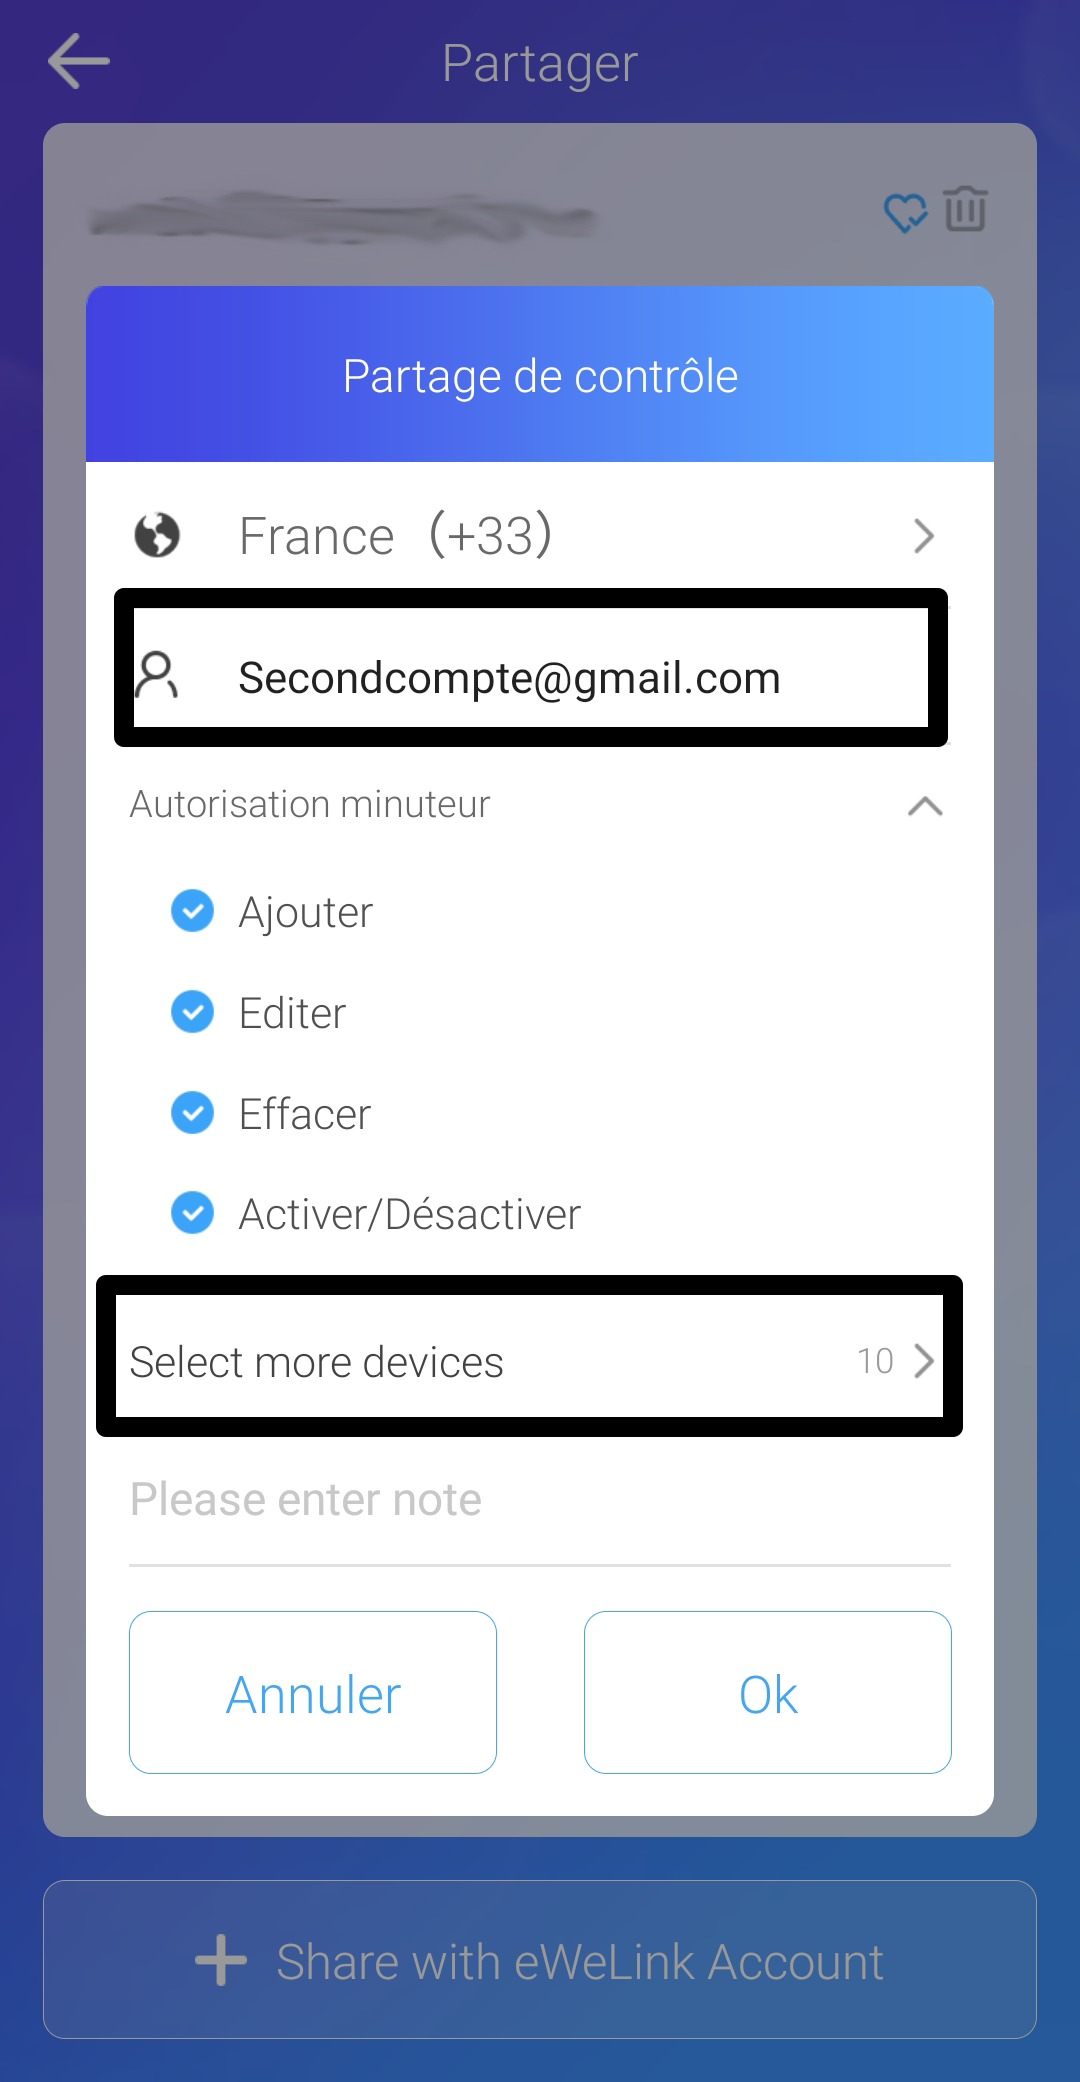 Partager
Partage de contrôle
France (+33)
Secondcompte@gmail.com
Autorisation minuteur
Ajouter
Editer
Effacer
Activer/Désactiver
Select more devices 10
Please enter note
Annuler Ok
Share with eWeLink Account